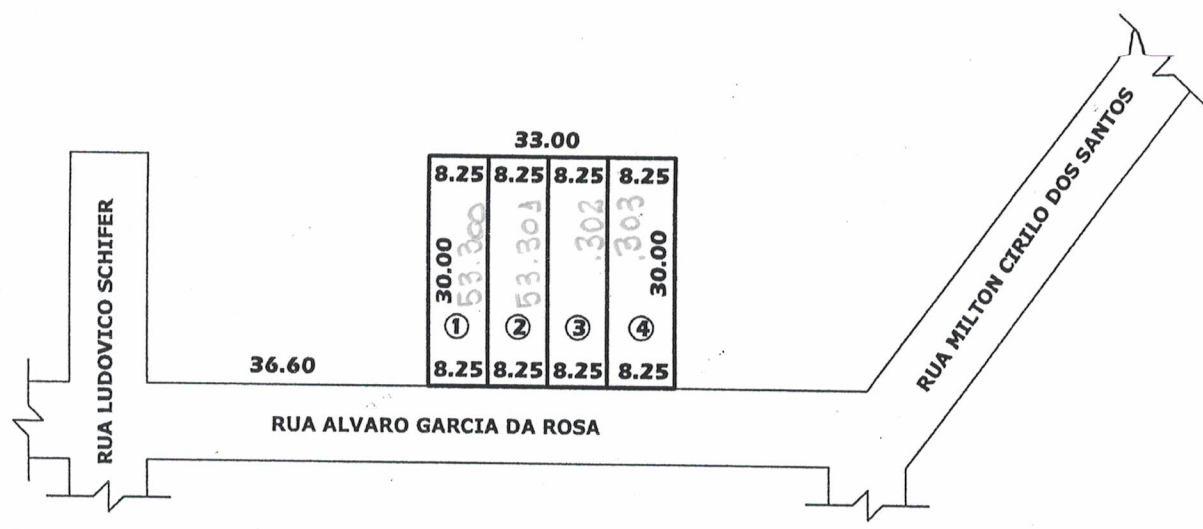 33.00
8.25 8.25 8.25 8.25
53.300
53.301
.302
.303
30.00
30.00
① ② ③ ④
8.25 8.25 8.25 8.25
36.60
RUA LUDOVICO SCHIFER
RUA ALVARO GARCIA DA ROSA
RUA MILTON CIRILO DOS SANTOS